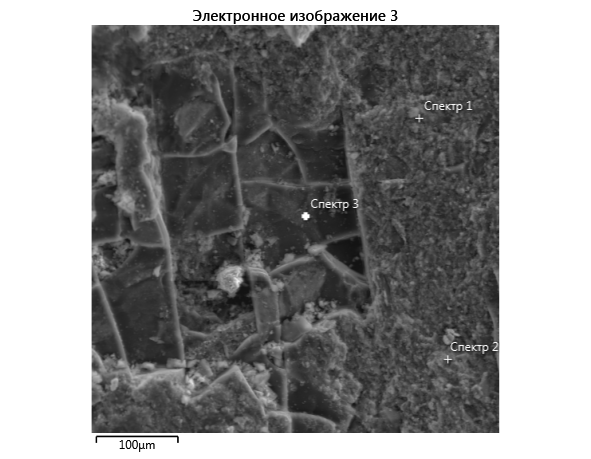 Электронное изображение 3
Спектр 1
Спектр 3
Спектр 2
100µm